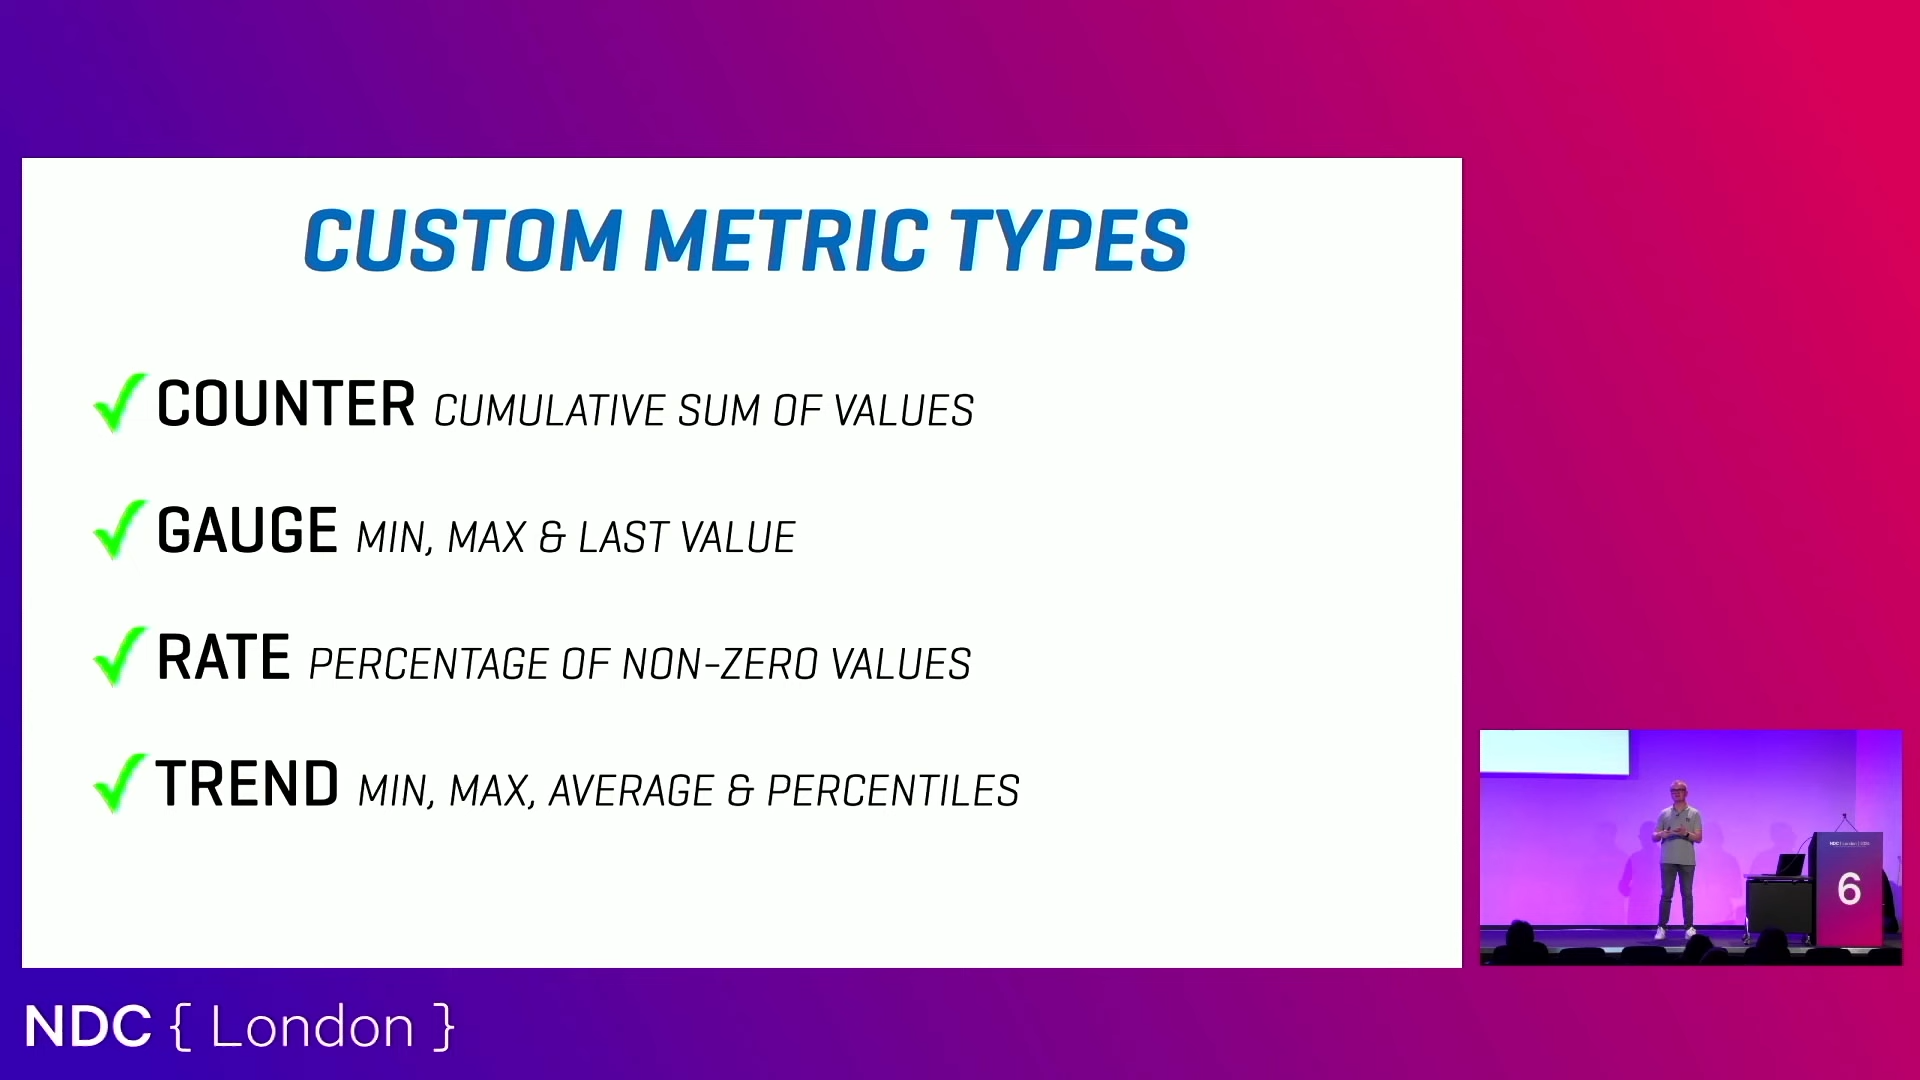 CUSTOM METRIC TYPES
COUNTER CUMULATIVE SUM OF VALUES
GAUGE MIN, MAX & LAST VALUE
RATE PERCENTAGE OF NON-ZERO VALUES
TREND MIN, MAX, AVERAGE & PERCENTILES
6
NDC { London }